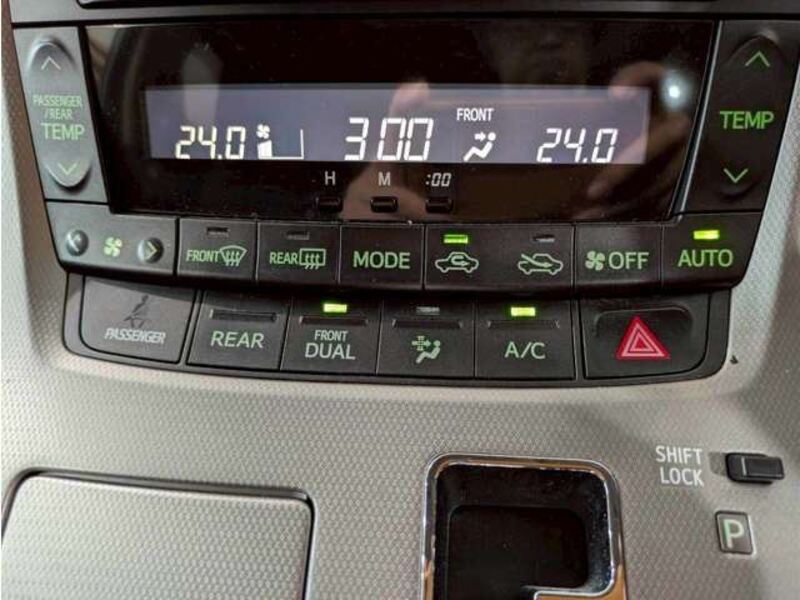 PASSENGER
/REAR
TEMP
24.0
3:00
FRONT
24.0
TEMP
H M :00
FRONT
REAR
MODE
OFF
AUTO
PASSENGER
REAR
FRONT
DUAL
A/C
SHIFT
LOCK
P